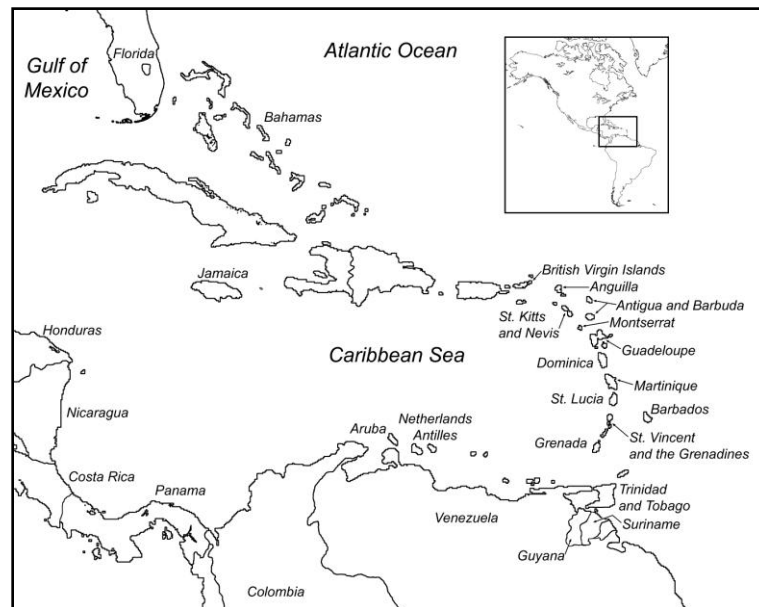 Atlantic Ocean
Florida
Gulf of
Mexico
Bahamas
Jamaica
British Virgin Islands
Anguilla
Antigua and Barbuda
St. Kitts
and Nevis
Montserrat
Guadeloupe
Honduras
Caribbean Sea
Dominica
Martinique
St. Lucia
Nicaragua
Barbados
Netherlands
Antilles
Aruba
St. Vincent
and the Grenadines
Grenada
Costa Rica
Panama
Trinidad
and Tobago
Venezuela
Suriname
Guyana
Colombia